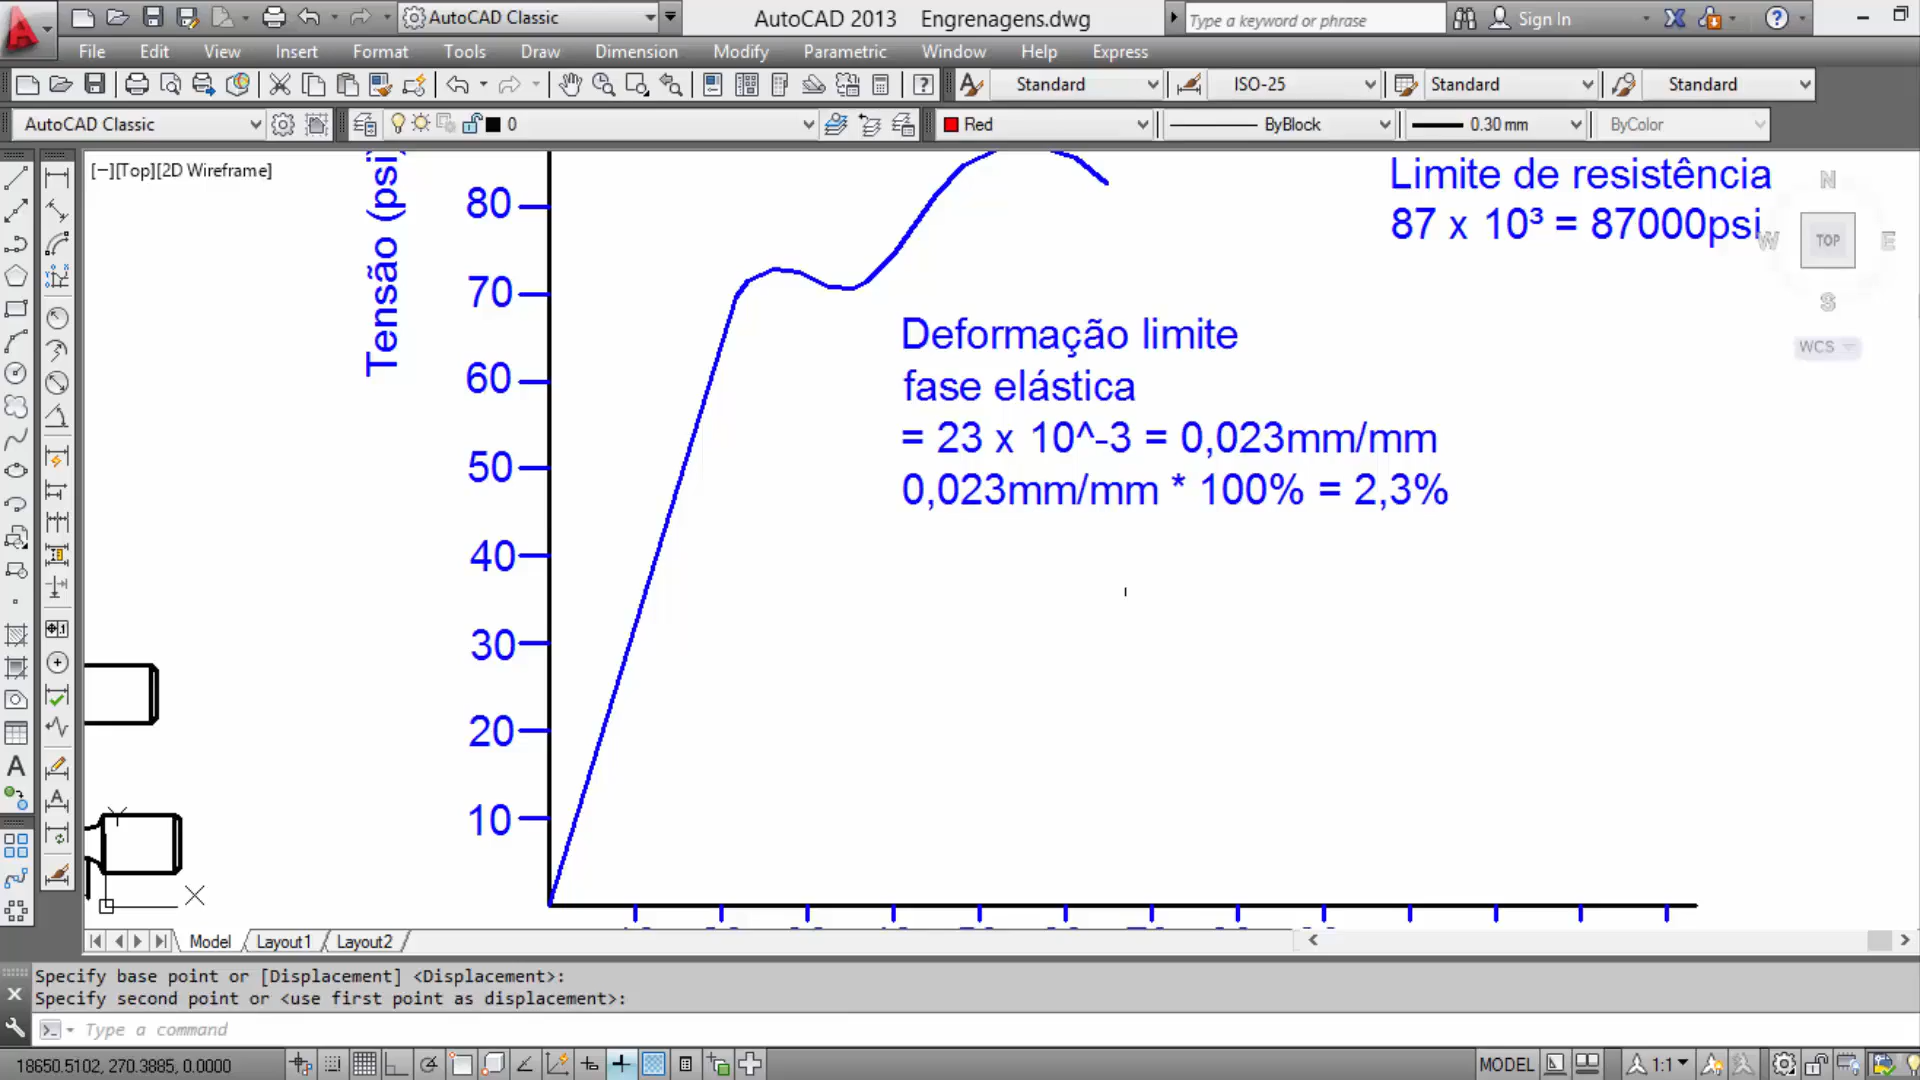 AutoCAD Classic
AutoCAD 2013 Engrenagens.dwg
Type a keyword or phrase
Sign In
File Edit View Insert Format Tools Draw Dimension Modify Parametric Window Help Express
Standard ISO-25 Standard Standard
AutoCAD Classic 0 Red ByBlock 0.30 mm ByColor
[−][Top][2D Wireframe]
Tensão (psi)
80
70
60
50
40
30
20
10
Limite de resistência
87 x 10³ = 87000psi
N
W TOP E
S
WCS
Deformação limite
fase elástica
= 23 x 10^-3 = 0,023mm/mm
0,023mm/mm * 100% = 2,3%
Y
X
Model Layout1 Layout2
Specify base point or [Displacement] <Displacement>:
Specify second point or <use first point as displacement>:
Type a command
18650.5102, 270.3885, 0.0000
MODEL 1:1